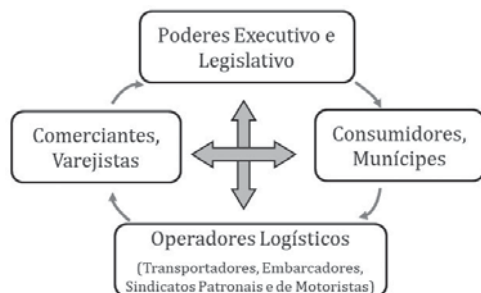 Poderes Executivo e
Legislativo
Comerciantes,
Varejistas
Consumidores,
Munícipes
Operadores Logísticos
(Transportadores, Embarcadores,
Sindicatos Patronais e de Motoristas)